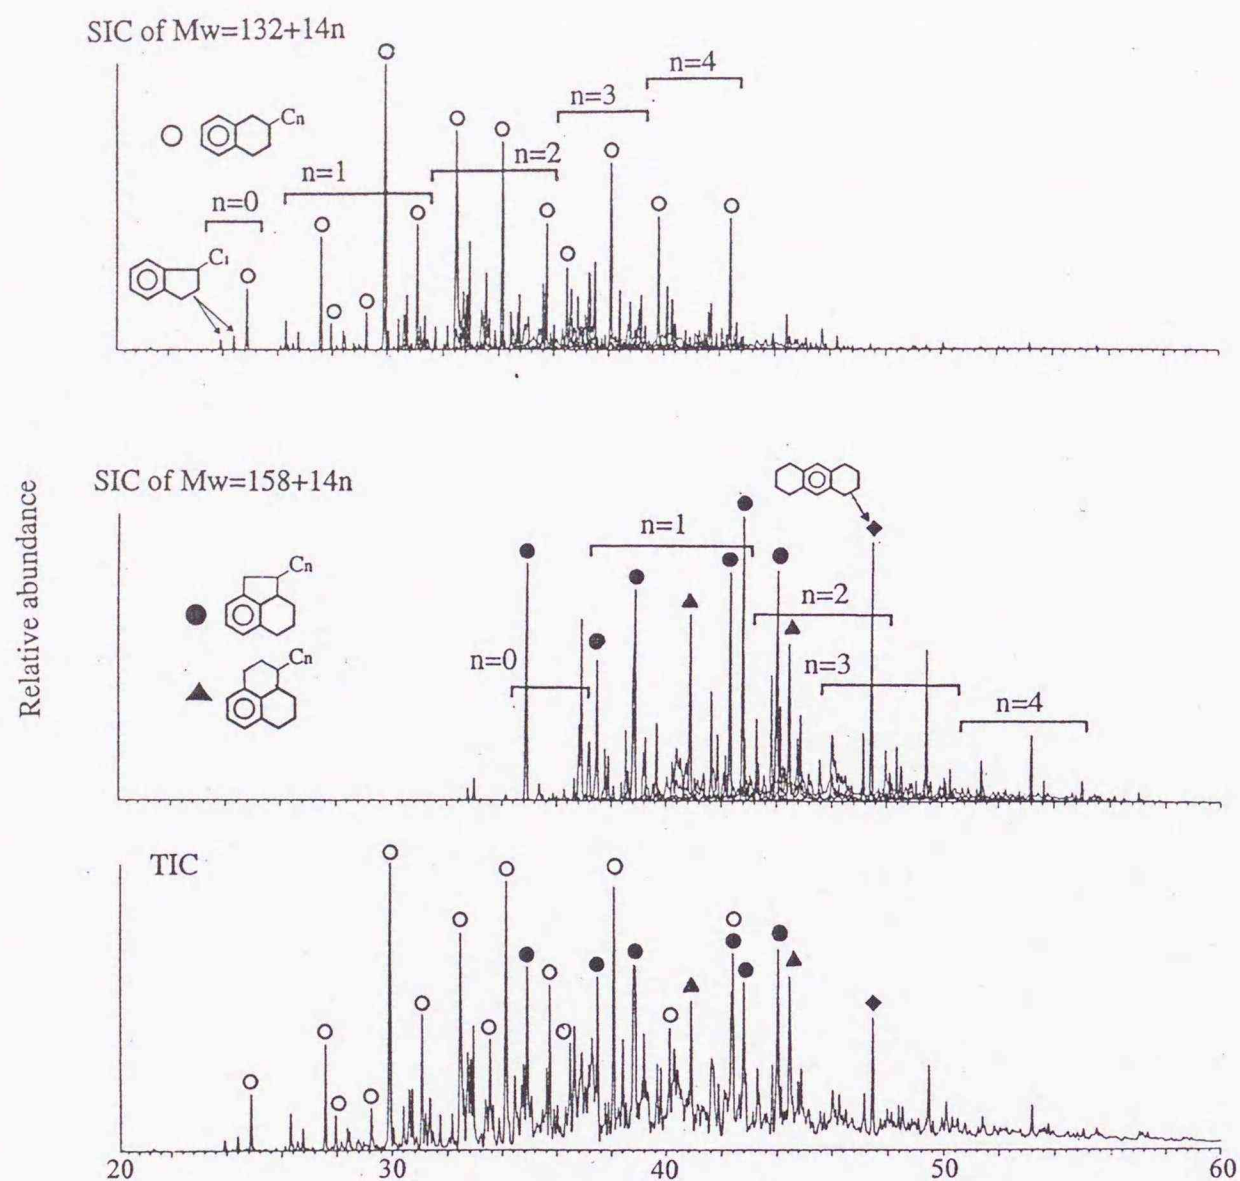 SIC of Mw=132+14n
n=4
n=3
Cn
n=2
n=1
n=0
Ci
SIC of Mw=158+14n
n=1
Cn
n=2
n=0
Cn
n=3
n=4
Relative abundance
TIC
20
30
40
50
60